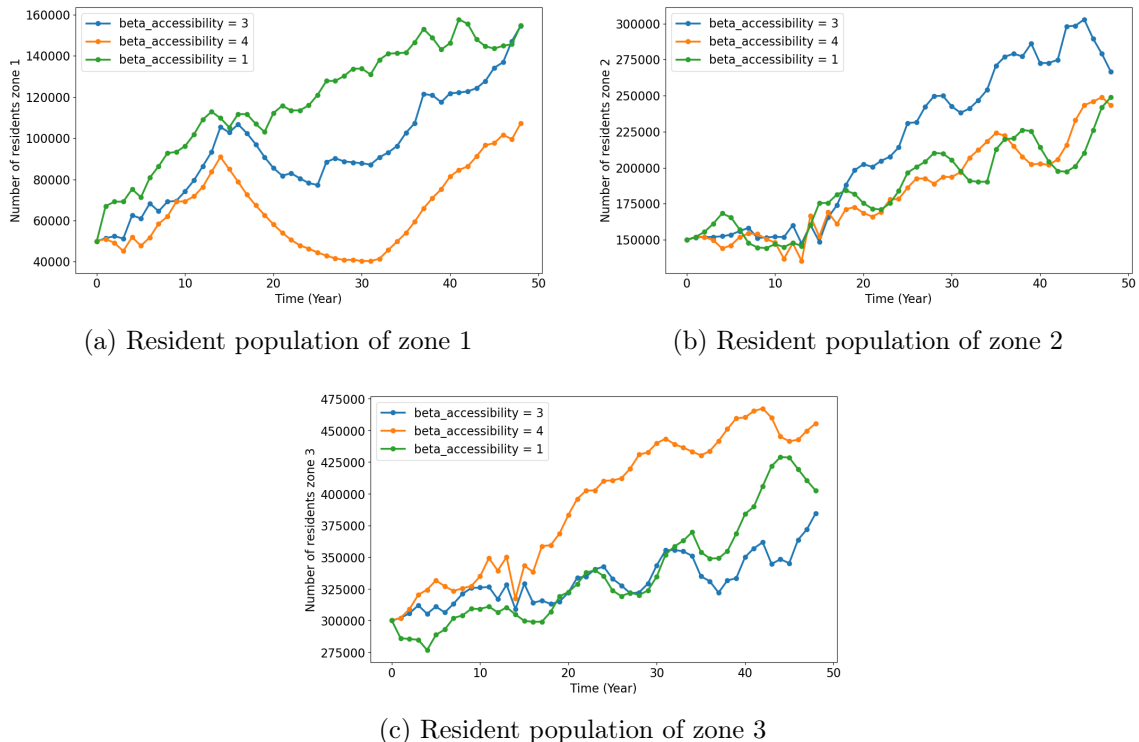 160000
140000
120000
100000
80000
60000
40000
Number of residents zone 1
beta_accessibility = 3
beta_accessibility = 4
beta_accessibility = 1
0 10 20 30 40 50
Time (Year)
(a) Resident population of zone 1
300000
275000
250000
225000
200000
175000
150000
Number of residents zone 2
beta_accessibility = 3
beta_accessibility = 4
beta_accessibility = 1
0 10 20 30 40 50
Time (Year)
(b) Resident population of zone 2
475000
450000
425000
400000
375000
350000
325000
300000
275000
Number of residents zone 3
beta_accessibility = 3
beta_accessibility = 4
beta_accessibility = 1
0 10 20 30 40 50
Time (Year)
(c) Resident population of zone 3